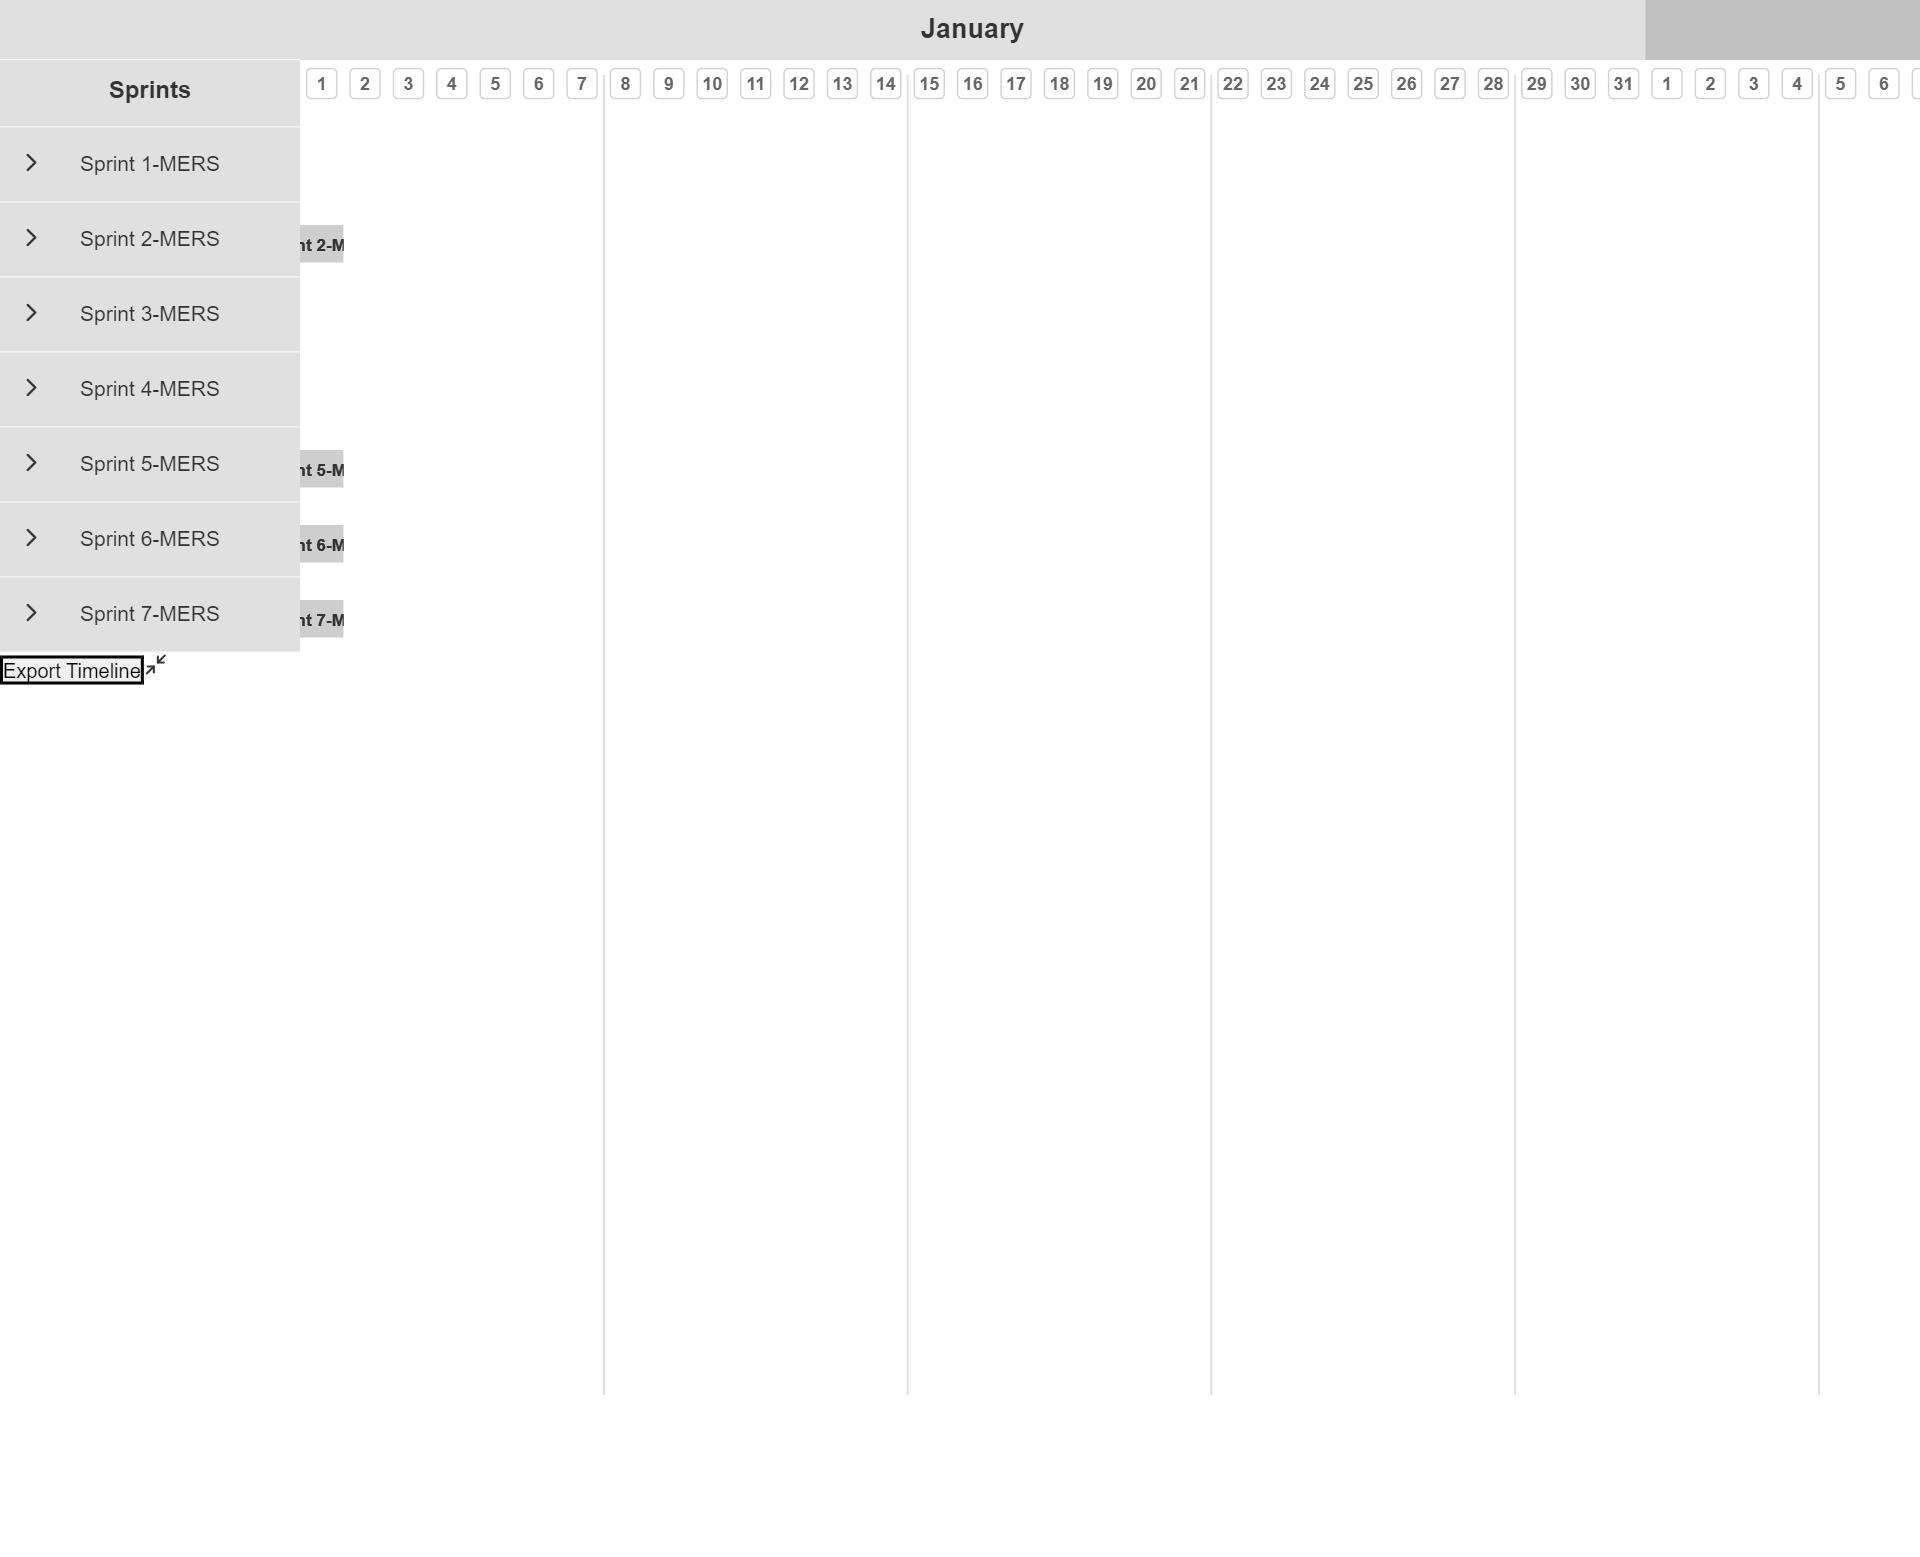 January
Sprints
1 2 3 4 5 6 7 8 9 10 11 12 13 14 15 16 17 18 19 20 21 22 23 24 25 26 27 28 29 30 31 1 2 3 4 5 6
Sprint 1-MERS
Sprint 2-MERS
nt 2-M
Sprint 3-MERS
Sprint 4-MERS
Sprint 5-MERS
nt 5-M
Sprint 6-MERS
nt 6-M
Sprint 7-MERS
nt 7-M
Export Timeline